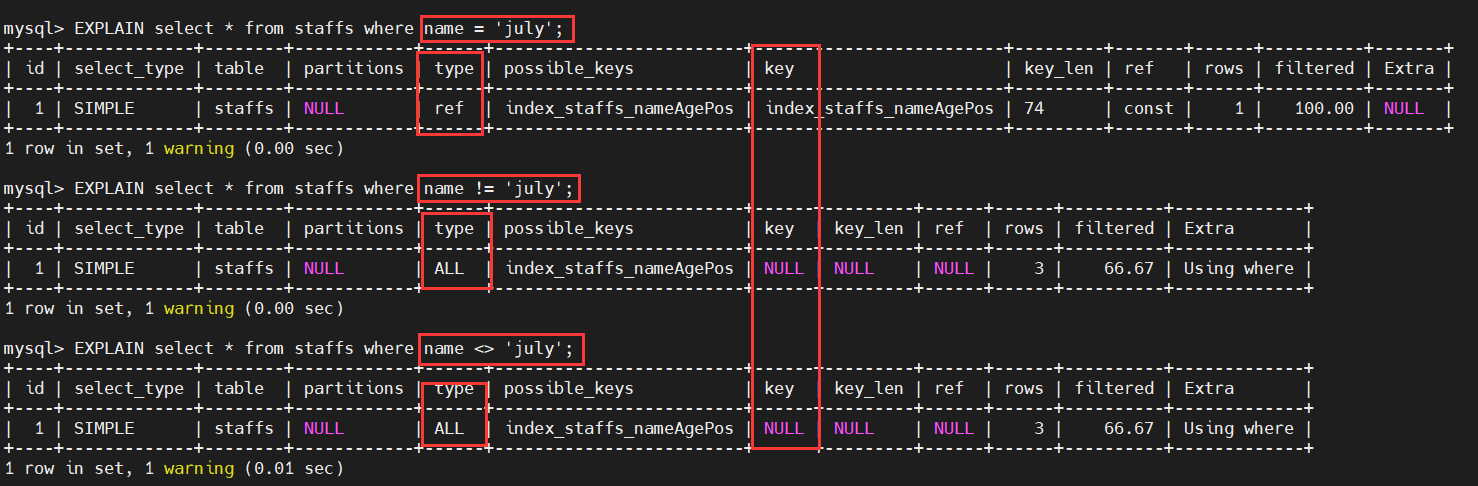 mysql> EXPLAIN select * from staffs where name = 'july';
+----+-------------+--------+------------+------+-------------------------+-------------------------+---------+-------+------+----------+-------+
| id | select_type | table  | partitions | type | possible_keys           | key                     | key_len | ref   | rows | filtered | Extra |
+----+-------------+--------+------------+------+-------------------------+-------------------------+---------+-------+------+----------+-------+
|  1 | SIMPLE      | staffs | NULL       | ref  | index_staffs_nameAgePos | index_staffs_nameAgePos | 74      | const |    1 |   100.00 | NULL  |
+----+-------------+--------+------------+------+-------------------------+-------------------------+---------+-------+------+----------+-------+
1 row in set, 1 warning (0.00 sec)
mysql> EXPLAIN select * from staffs where name != 'july';
+----+-------------+--------+------------+------+-------------------------+------+---------+------+------+----------+-------------+
| id | select_type | table  | partitions | type | possible_keys           | key  | key_len | ref  | rows | filtered | Extra       |
+----+-------------+--------+------------+------+-------------------------+------+---------+------+------+----------+-------------+
|  1 | SIMPLE      | staffs | NULL       | ALL  | index_staffs_nameAgePos | NULL | NULL    | NULL |    3 |    66.67 | Using where |
+----+-------------+--------+------------+------+-------------------------+------+---------+------+------+----------+-------------+
1 row in set, 1 warning (0.00 sec)
mysql> EXPLAIN select * from staffs where name <> 'july';
+----+-------------+--------+------------+------+-------------------------+------+---------+------+------+----------+-------------+
| id | select_type | table  | partitions | type | possible_keys           | key  | key_len | ref  | rows | filtered | Extra       |
+----+-------------+--------+------------+------+-------------------------+------+---------+------+------+----------+-------------+
|  1 | SIMPLE      | staffs | NULL       | ALL  | index_staffs_nameAgePos | NULL | NULL    | NULL |    3 |    66.67 | Using where |
+----+-------------+--------+------------+------+-------------------------+------+---------+------+------+----------+-------------+
1 row in set, 1 warning (0.01 sec)